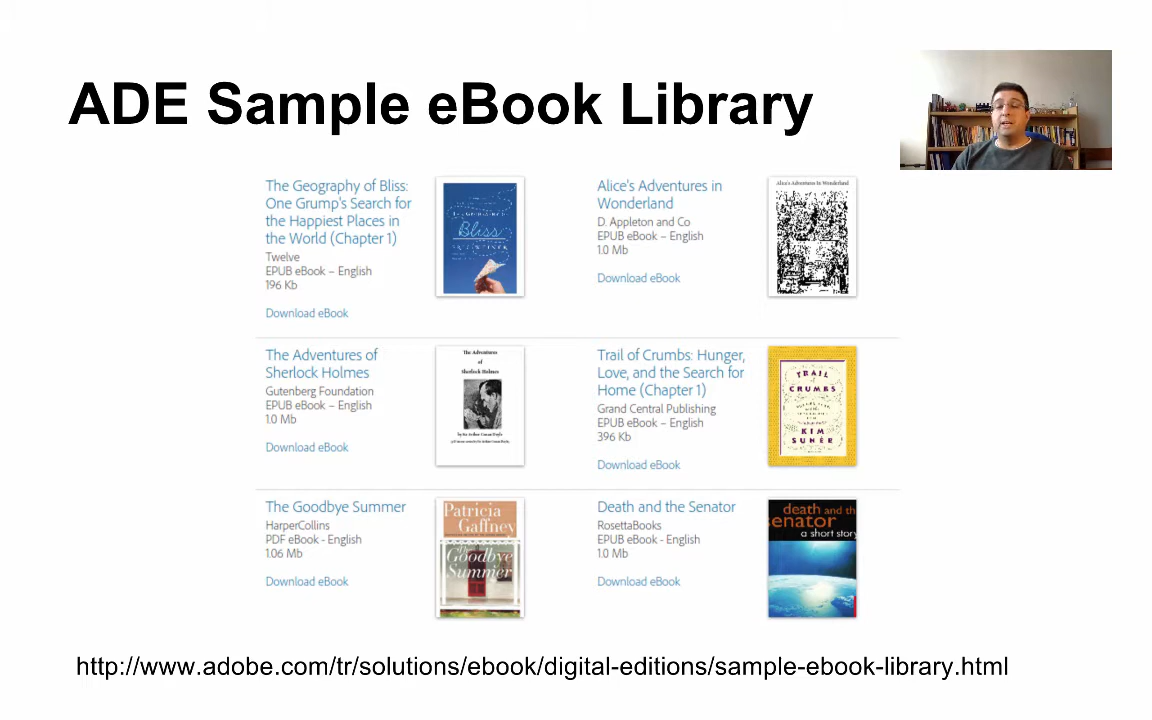 ADE Sample eBook Library
The Geography of Bliss:
One Grump's Search for
the Happiest Places in
the World (Chapter 1)
Twelve
EPUB eBook – English
196 Kb
Download eBook
Bliss
Alice's Adventures in
Wonderland
D. Appleton and Co
EPUB eBook – English
1.0 Mb
Download eBook
Alice's Adventures in Wonderland
The Adventures of
Sherlock Holmes
Gutenberg Foundation
EPUB eBook – English
1.0 Mb
Download eBook
The Adventures
of
Sherlock Holmes
Trail of Crumbs: Hunger,
Love, and the Search for
Home (Chapter 1)
Grand Central Publishing
EPUB eBook – English
396 Kb
Download eBook
TRAIL
of
CRUMBS
KIM
SUNÉE
The Goodbye Summer
HarperCollins
PDF eBook - English
1.06 Mb
Download eBook
Patricia
Gaffney
Goodbye
Summer
Death and the Senator
RosettaBooks
EPUB eBook - English
1.0 Mb
Download eBook
death and th
senator
a short story
http://www.adobe.com/tr/solutions/ebook/digital-editions/sample-ebook-library.html